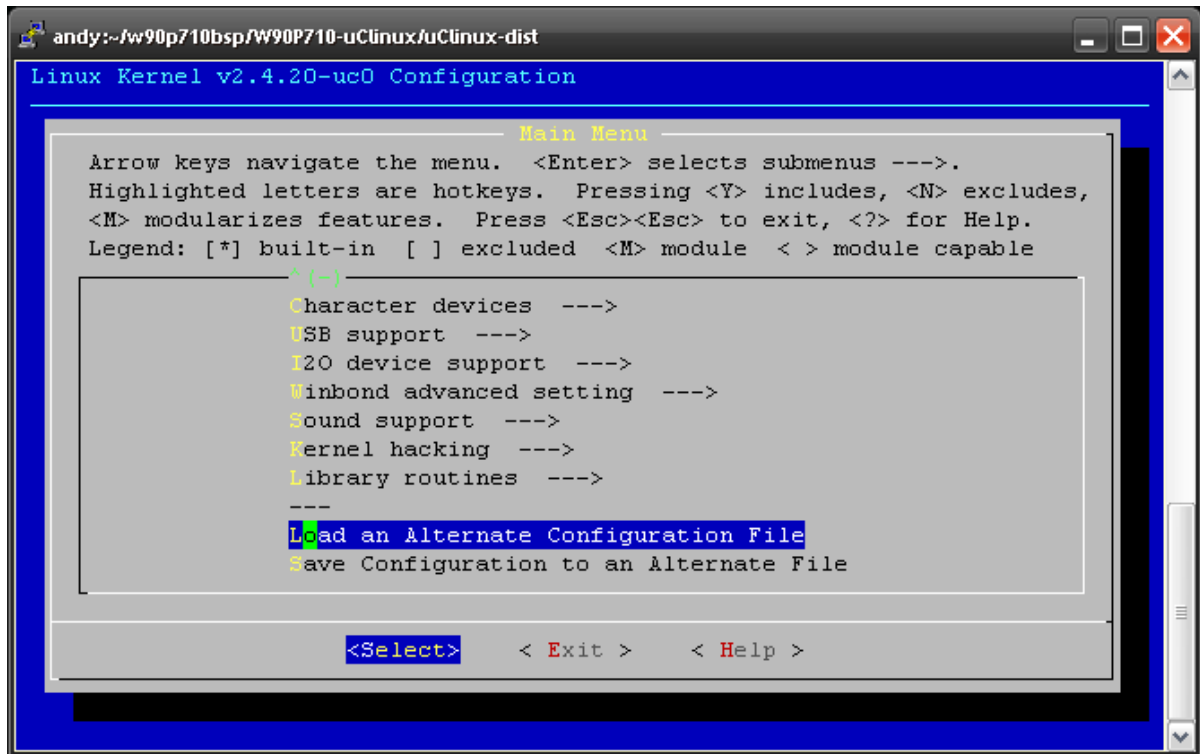 andy:~/w90p710bsp/W90P710-uClinux/uClinux-dist
Linux Kernel v2.4.20-uc0 Configuration
Main Menu
Arrow keys navigate the menu. <Enter> selects submenus --->.
Highlighted letters are hotkeys. Pressing <Y> includes, <N> excludes,
<M> modularizes features. Press <Esc><Esc> to exit, <?> for Help.
Legend: [*] built-in [ ] excluded <M> module < > module capable
^(-)
Character devices --->
USB support --->
I2O device support --->
Winbond advanced setting --->
Sound support --->
Kernel hacking --->
Library routines --->
---
Load an Alternate Configuration File
Save Configuration to an Alternate File
<Select> < Exit > < Help >